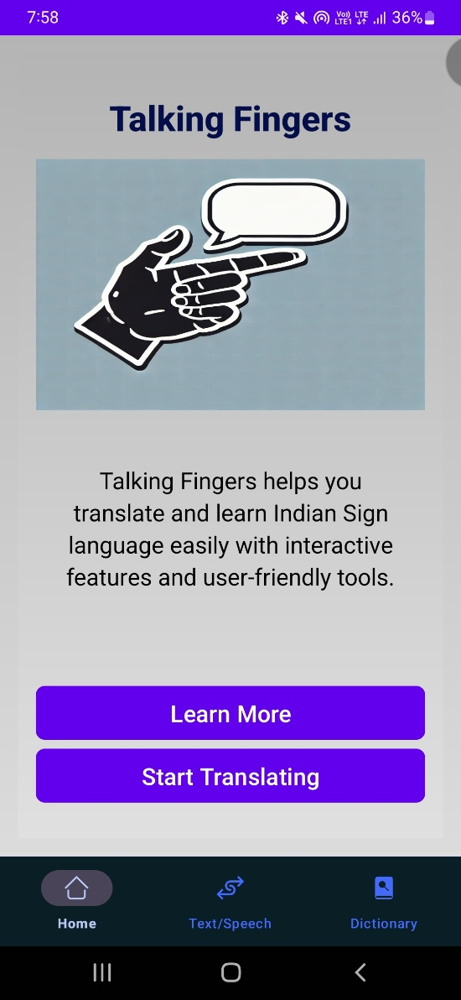 7:58
Vo)) LTE
LTE1
36%
Talking Fingers
Talking Fingers helps you
translate and learn Indian Sign
language easily with interactive
features and user-friendly tools.
Learn More
Start Translating
Home Text/Speech Dictionary